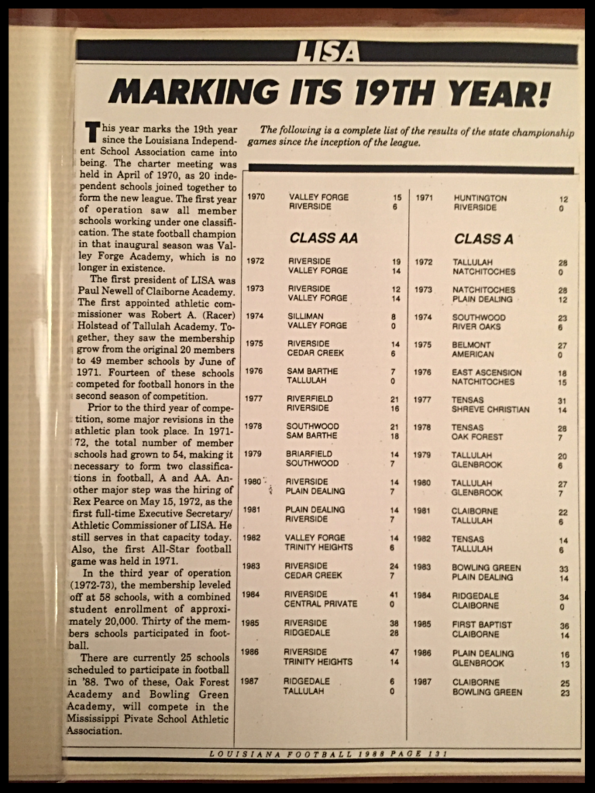 LISA
MARKING ITS 19TH YEAR!
This year marks the 19th year
since the Louisiana Independ-
ent School Association came into
being. The charter meeting was
held in April of 1970, as 20 inde-
pendent schools joined together to
form the new league. The first year
of operation saw all member
schools working under one classifi-
cation. The state football champion
in that inaugural season was Val-
ley Forge Academy, which is no
longer in existence.
The first president of LISA was
Paul Newell of Claiborne Academy.
The first appointed athletic com-
missioner was Robert A. (Racer)
Holstead of Tallulah Academy. To-
gether, they saw the membership
grow from the original 20 members
to 49 member schools by June of
1971. Fourteen of these schools
competed for football honors in the
second season of competition.
Prior to the third year of compe-
tition, some major revisions in the
athletic plan took place. In 1971-
72, the total number of member
schools had grown to 54, making it
necessary to form two classifica-
tions in football, A and AA. An-
other major step was the hiring of
Rex Pearce on May 15, 1972, as the
first full-time Executive Secretary/
Athletic Commissioner of LISA. He
still serves in that capacity today.
Also, the first All-Star football
game was held in 1971.
In the third year of operation
(1972-73), the membership leveled
off at 58 schools, with a combined
student enrollment of approxi-
mately 20,000. Thirty of the mem-
bers schools participated in foot-
ball.
There are currently 25 schools
scheduled to participate in football
in '88. Two of these, Oak Forest
Academy and Bowling Green
Academy, will compete in the
Mississippi Pivate School Athletic
Association.
The following is a complete list of the results of the state championship
games since the inception of the league.
1970 VALLEY FORGE 15
RIVERSIDE 6
CLASS AA
1972 RIVERSIDE 19
VALLEY FORGE 14
1973 RIVERSIDE 12
VALLEY FORGE 14
1974 SILLIMAN 8
VALLEY FORGE 0
1975 RIVERSIDE 14
CEDAR CREEK 6
1976 SAM BARTHE 7
TALLULAH 0
1977 RIVERFIELD 21
RIVERSIDE 16
1978 SOUTHWOOD 21
SAM BARTHE 18
1979 BRIARFIELD 14
SOUTHWOOD 7
1980 RIVERSIDE 14
PLAIN DEALING 7
1981 PLAIN DEALING 14
RIVERSIDE 7
1982 VALLEY FORGE 14
TRINITY HEIGHTS 6
1983 RIVERSIDE 24
CEDAR CREEK 7
1984 RIVERSIDE 41
CENTRAL PRIVATE 0
1985 RIVERSIDE 38
RIDGEDALE 28
1986 RIVERSIDE 47
TRINITY HEIGHTS 14
1987 RIDGEDALE 6
TALLULAH 0
1971 HUNTINGTON 12
RIVERSIDE 0
CLASS A
1972 TALLULAH 28
NATCHITOCHES 0
1973 NATCHITOCHES 28
PLAIN DEALING 12
1974 SOUTHWOOD 23
RIVER OAKS 6
1975 BELMONT 27
AMERICAN 0
1976 EAST ASCENSION 18
NATCHITOCHES 15
1977 TENSAS 31
SHREVE CHRISTIAN 14
1978 TENSAS 28
OAK FOREST 7
1979 TALLULAH 20
GLENBROOK 6
1980 TALLULAH 27
GLENBROOK 7
1981 CLAIBORNE 22
TALLULAH 6
1982 TENSAS 14
TALLULAH 6
1983 BOWLING GREEN 33
PLAIN DEALING 14
1984 RIDGEDALE 34
CLAIBORNE 0
1985 FIRST BAPTIST 36
CLAIBORNE 14
1986 PLAIN DEALING 16
GLENBROOK 13
1987 CLAIBORNE 25
BOWLING GREEN 23
LOUISIANA FOOTBALL 1988 PAGE 131